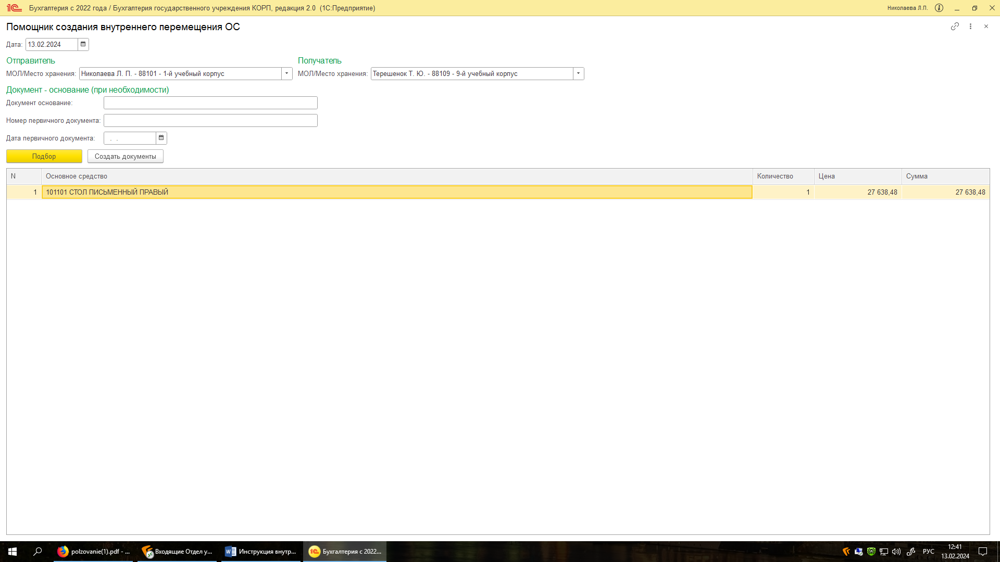 1С Бухгалтерия с 2022 года / Бухгалтерия государственного учреждения КОРП, редакция 2.0 (1С:Предприятие) Николаева Л.П.
Помощник создания внутреннего перемещения ОС
Дата: 13.02.2024
Отправитель Получатель
МОЛ/Место хранения: Николаева Л. П. - 88101 - 1-й учебный корпус МОЛ/Место хранения: Терешенок Т. Ю. - 88109 - 9-й учебный корпус
Документ - основание (при необходимости)
Документ основание:
Номер первичного документа:
Дата первичного документа: . .
Подбор Создать документы
N Основное средство Количество Цена Сумма
1 101101 СТОЛ ПИСЬМЕННЫЙ ПРАВЫЙ 1 27 638,48 27 638,48
polzovanie(1).pdf - ... Входящие Отдел у... Инструкция внутр... 1С Бухгалтерия с 2022... РУС 12:41
13.02.2024